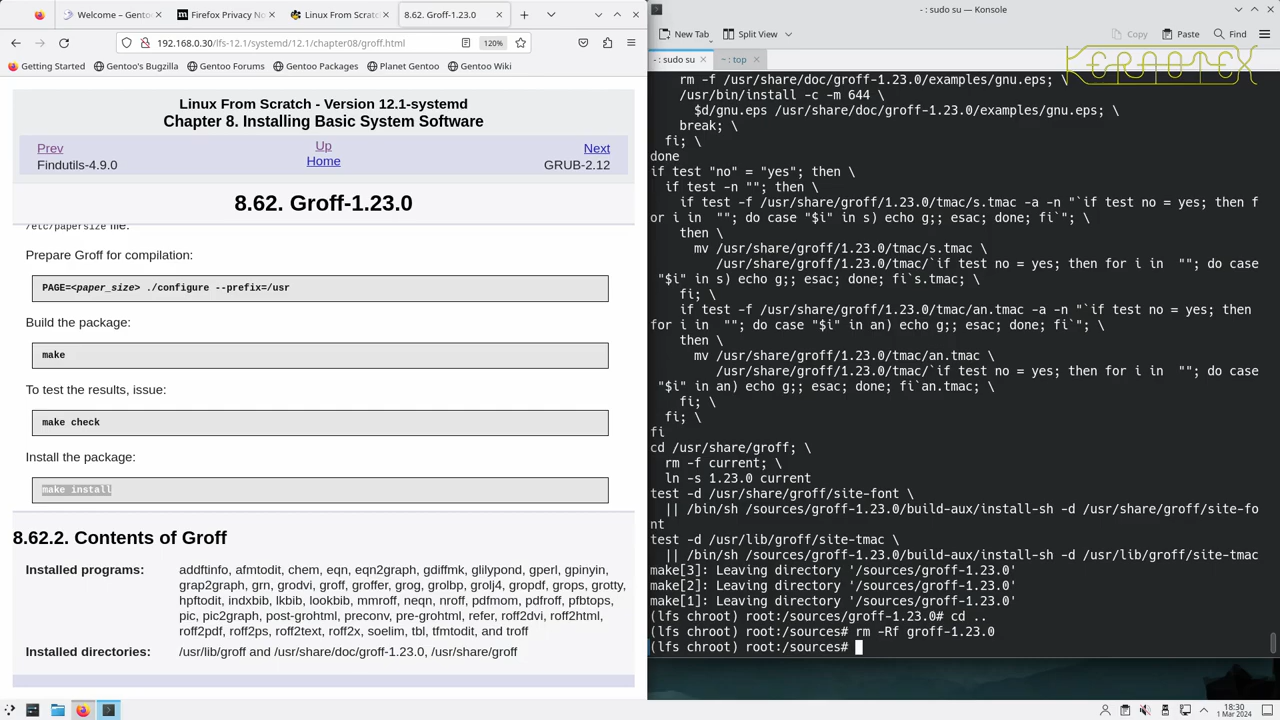 Welcome – Gentoo
Firefox Privacy No
Linux From Scratch
8.62. Groff-1.23.0
192.168.0.30/lfs-12.1/systemd/12.1/chapter08/groff.html
120%
Getting Started
Gentoo's Bugzilla
Gentoo Forums
Gentoo Packages
Planet Gentoo
Gentoo Wiki
Linux From Scratch - Version 12.1-systemd
Chapter 8. Installing Basic System Software
Prev
Up
Next
Findutils-4.9.0
Home
GRUB-2.12
8.62. Groff-1.23.0
/etc/papersize file.
Prepare Groff for compilation:
PAGE=<paper_size> ./configure --prefix=/usr
Build the package:
make
To test the results, issue:
make check
Install the package:
make install
8.62.2. Contents of Groff
Installed programs: addftinfo, afmtodit, chem, eqn, eqn2graph, gdiffmk, glilypond, gperl, gpinyin,
grap2graph, grn, grodvi, groff, groffer, grog, grolbp, grolj4, gropdf, grops, grotty,
hpftodit, indxbib, lkbib, lookbib, mmroff, neqn, nroff, pdfmom, pdfroff, pfbtops,
pic, pic2graph, post-grohtml, preconv, pre-grohtml, refer, roff2dvi, roff2html,
roff2pdf, roff2ps, roff2text, roff2x, soelim, tbl, tfmtodit, and troff
Installed directories: /usr/lib/groff and /usr/share/doc/groff-1.23.0, /usr/share/groff
- : sudo su — Konsole
New Tab
Split View
Copy
Paste
Find
- : sudo su
~ : top
KERNOTEX
rm -f /usr/share/doc/groff-1.23.0/examples/gnu.eps; \
/usr/bin/install -c -m 644 \
$d/gnu.eps /usr/share/doc/groff-1.23.0/examples/gnu.eps; \
break; \
fi; \
done
if test "no" = "yes"; then \
if test -n ""; then \
if test -f /usr/share/groff/1.23.0/tmac/s.tmac -a -n "`if test no = yes; then f
or i in  ""; do case "$i" in s) echo g;; esac; done; fi`"; \
then \
mv /usr/share/groff/1.23.0/tmac/s.tmac \
/usr/share/groff/1.23.0/tmac/`if test no = yes; then for i in  ""; do case
"$i" in s) echo g;; esac; done; fi`s.tmac; \
fi; \
if test -f /usr/share/groff/1.23.0/tmac/an.tmac -a -n "`if test no = yes; then
for i in  ""; do case "$i" in an) echo g;; esac; done; fi`"; \
then \
mv /usr/share/groff/1.23.0/tmac/an.tmac \
/usr/share/groff/1.23.0/tmac/`if test no = yes; then for i in  ""; do case
"$i" in an) echo g;; esac; done; fi`an.tmac; \
fi; \
fi; \
fi
cd /usr/share/groff; \
rm -f current; \
ln -s 1.23.0 current
test -d /usr/share/groff/site-font \
|| /bin/sh /sources/groff-1.23.0/build-aux/install-sh -d /usr/share/groff/site-fo
nt
test -d /usr/lib/groff/site-tmac \
|| /bin/sh /sources/groff-1.23.0/build-aux/install-sh -d /usr/lib/groff/site-tmac
make[3]: Leaving directory '/sources/groff-1.23.0'
make[2]: Leaving directory '/sources/groff-1.23.0'
make[1]: Leaving directory '/sources/groff-1.23.0'
(lfs chroot) root:/sources/groff-1.23.0# cd ..
(lfs chroot) root:/sources# rm -Rf groff-1.23.0
(lfs chroot) root:/sources#
18:30
1 Mar 2024